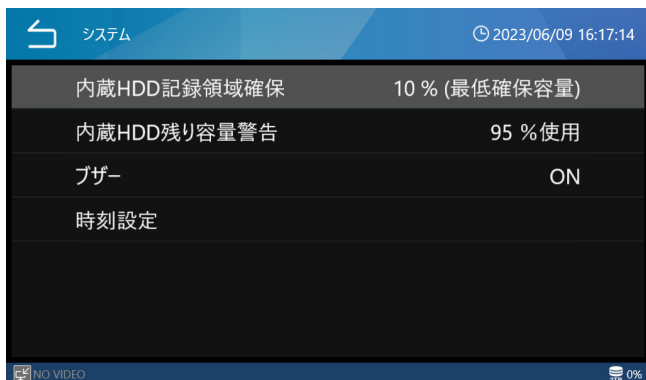 システム 2023/06/09 16:17:14
内蔵HDD記録領域確保 10 % (最低確保容量)
内蔵HDD残り容量警告 95 %使用
ブザー ON
時刻設定
NO VIDEO 0%